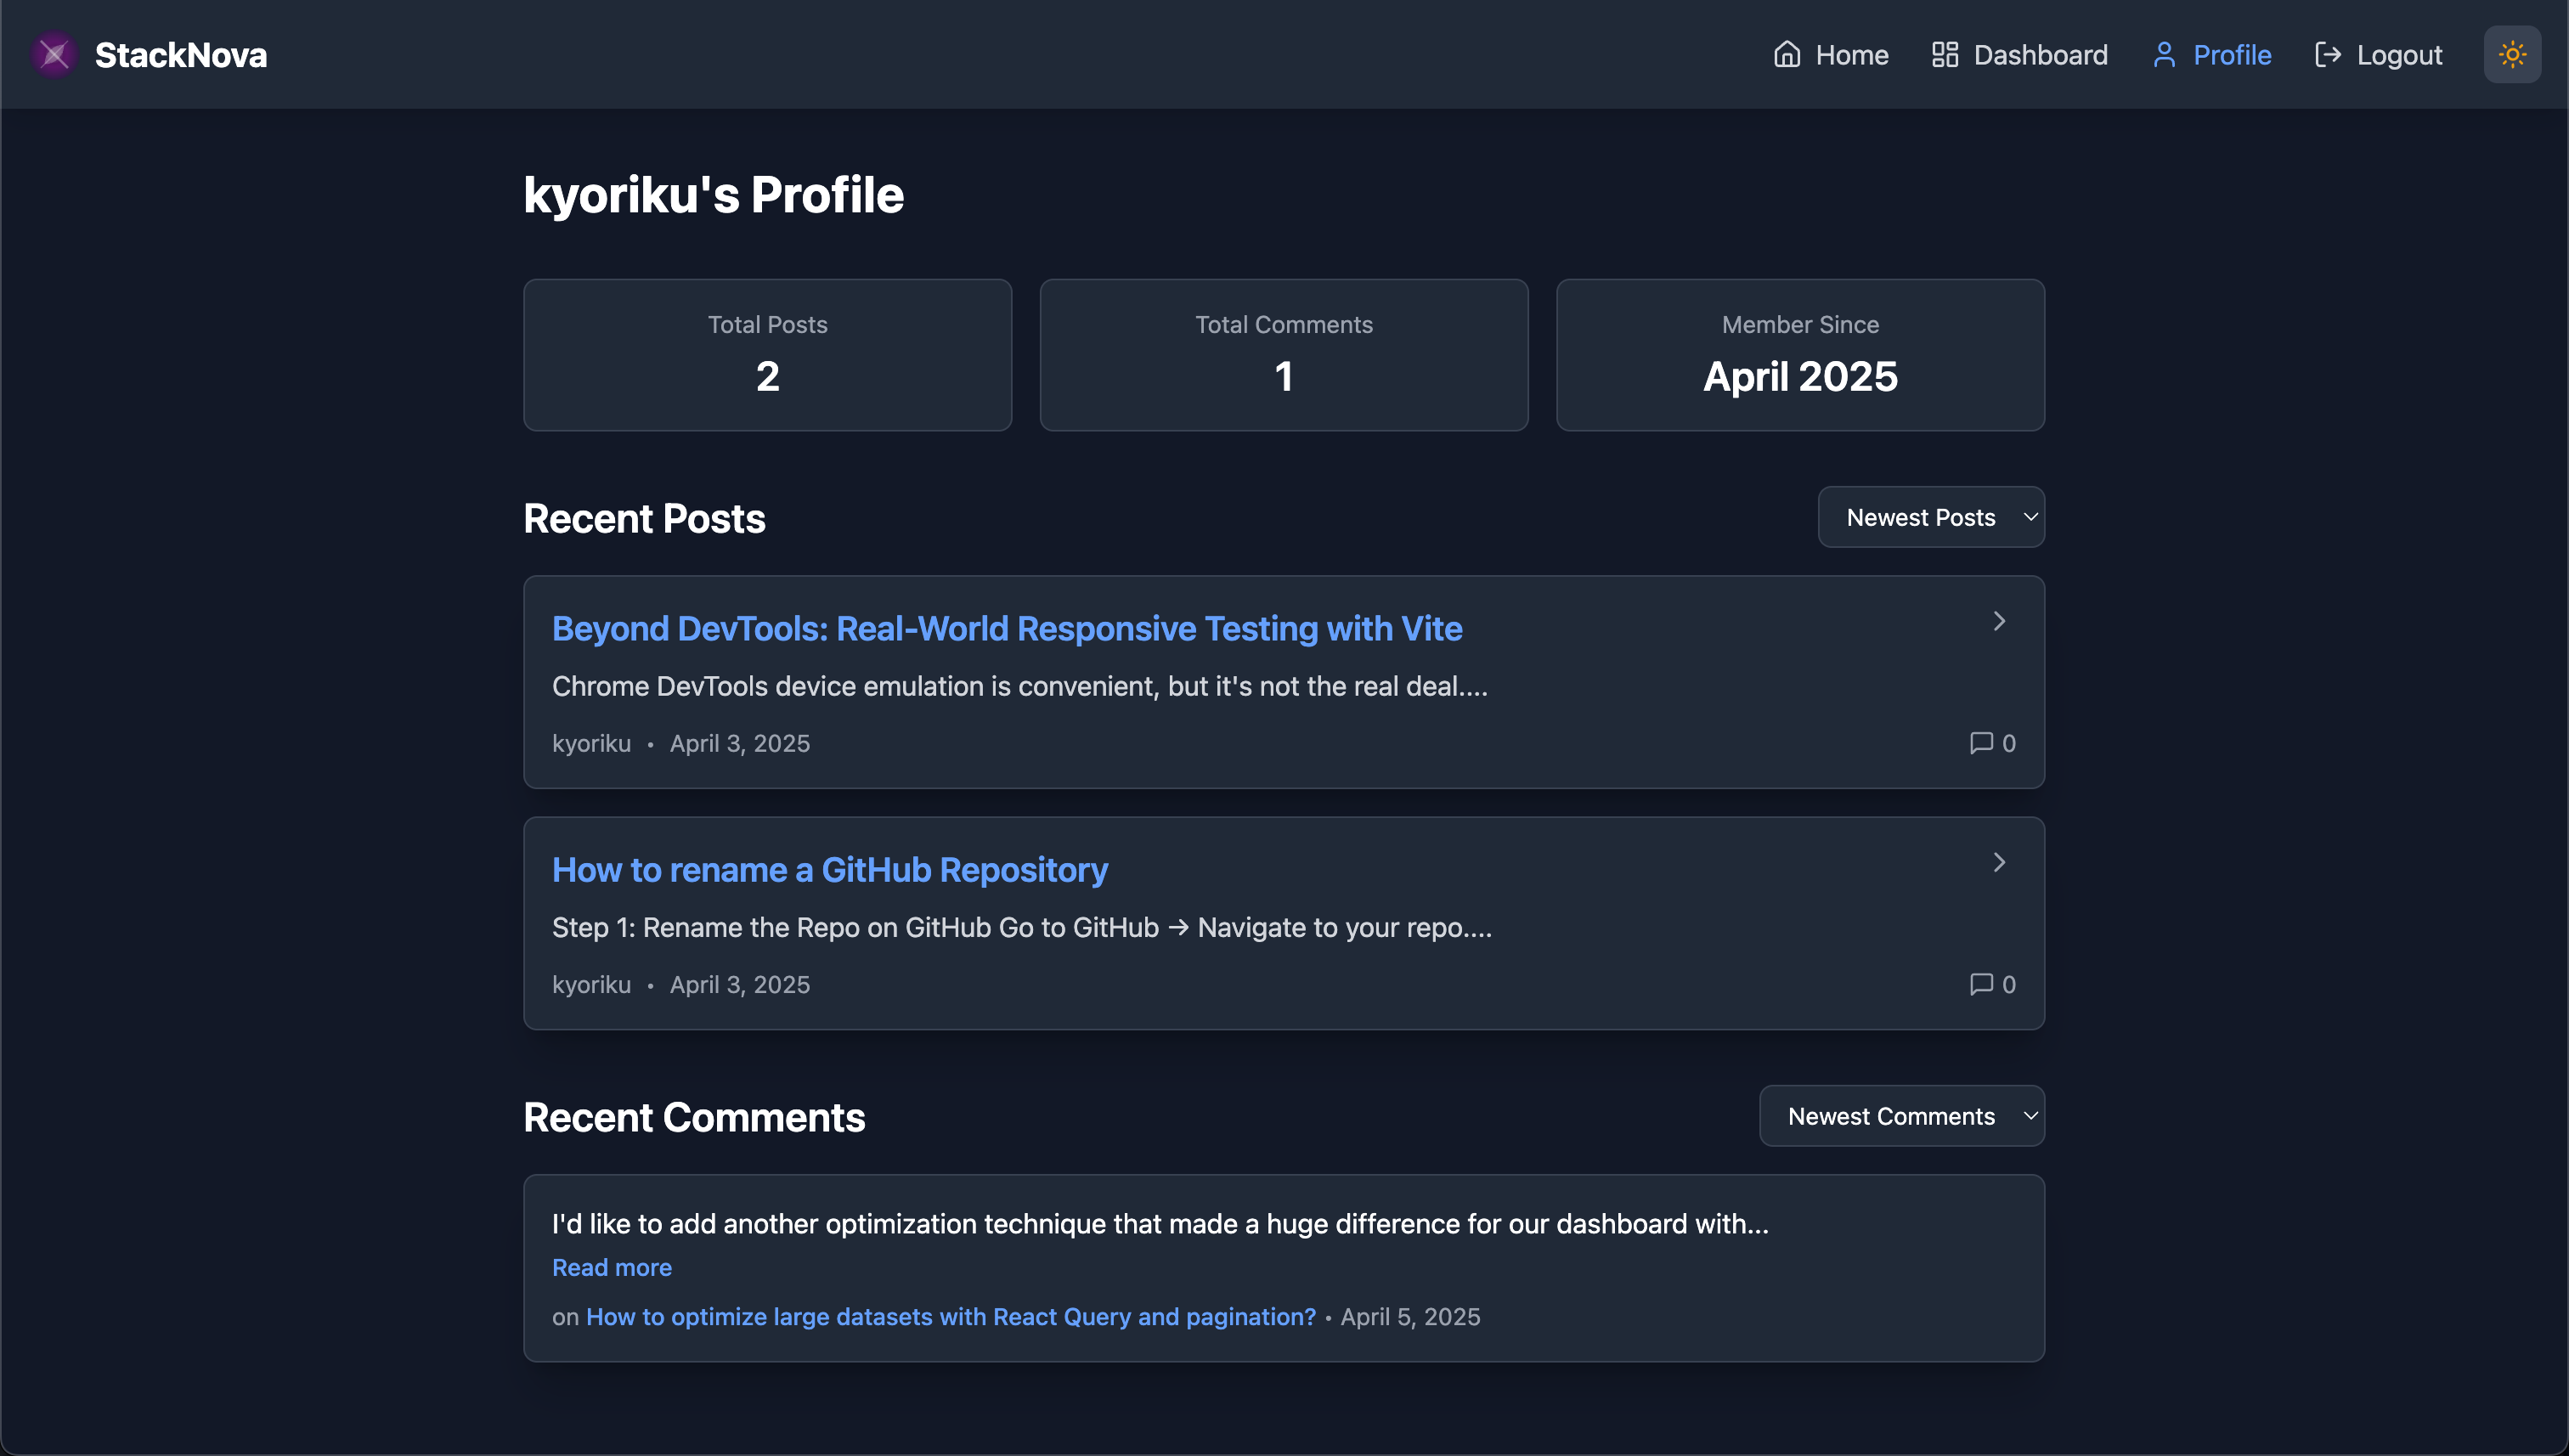 StackNova
Home
Dashboard
Profile
Logout
kyoriku's Profile
Total Posts
2
Total Comments
1
Member Since
April 2025
Recent Posts
Newest Posts
Beyond DevTools: Real-World Responsive Testing with Vite
Chrome DevTools device emulation is convenient, but it's not the real deal....
kyoriku • April 3, 2025
0
How to rename a GitHub Repository
Step 1: Rename the Repo on GitHub Go to GitHub → Navigate to your repo....
kyoriku • April 3, 2025
0
Recent Comments
Newest Comments
I'd like to add another optimization technique that made a huge difference for our dashboard with...
Read more
on How to optimize large datasets with React Query and pagination? • April 5, 2025